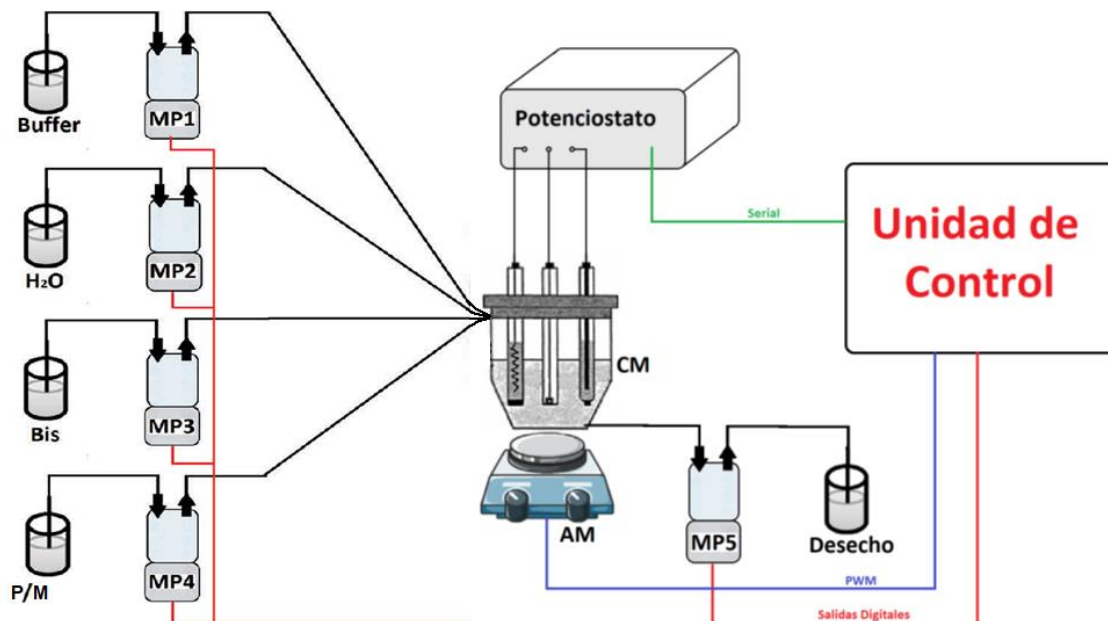 Buffer
MP1
H₂O
MP2
Bis
MP3
P/M
MP4
Potenciostato
Serial
Unidad de
Control
CM
AM
MP5
Desecho
PWM
Salidas Digitales